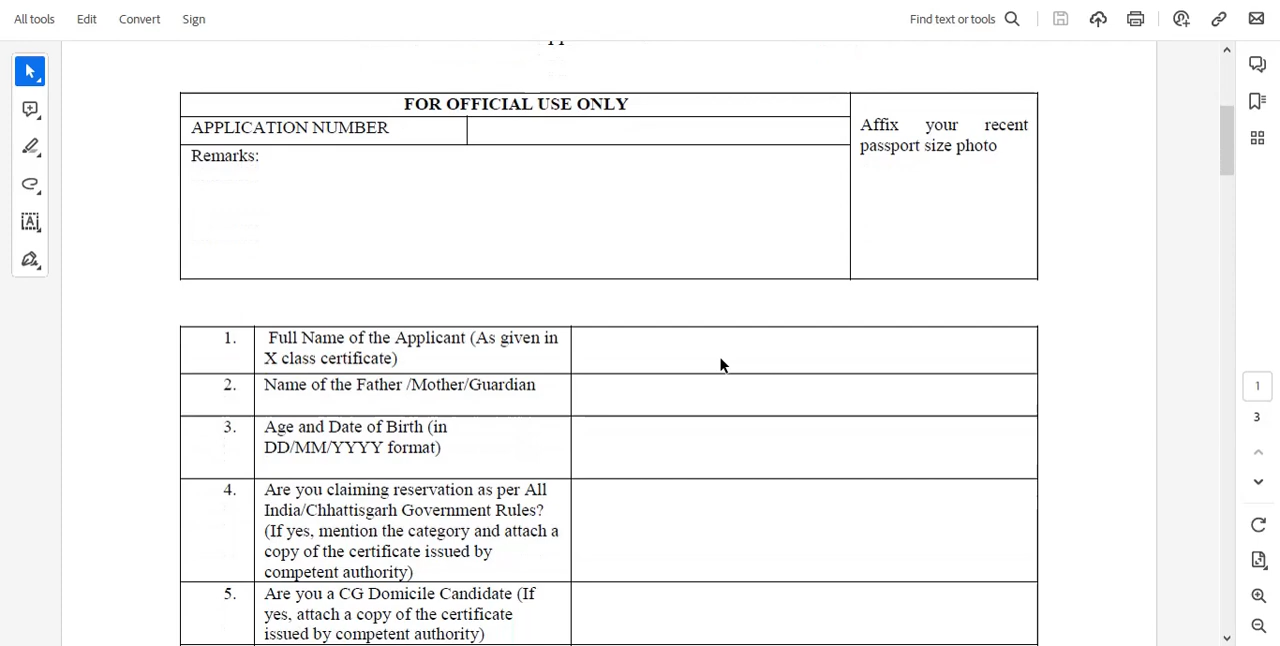 All tools Edit Convert Sign Find text or tools
FOR OFFICIAL USE ONLY
APPLICATION NUMBER
Remarks:
Affix your recent
passport size photo
1. Full Name of the Applicant (As given in
X class certificate)
2. Name of the Father /Mother/Guardian
3. Age and Date of Birth (in
DD/MM/YYYY format)
4. Are you claiming reservation as per All
India/Chhattisgarh Government Rules?
(If yes, mention the category and attach a
copy of the certificate issued by
competent authority)
5. Are you a CG Domicile Candidate (If
yes, attach a copy of the certificate
issued by competent authority)
1
3